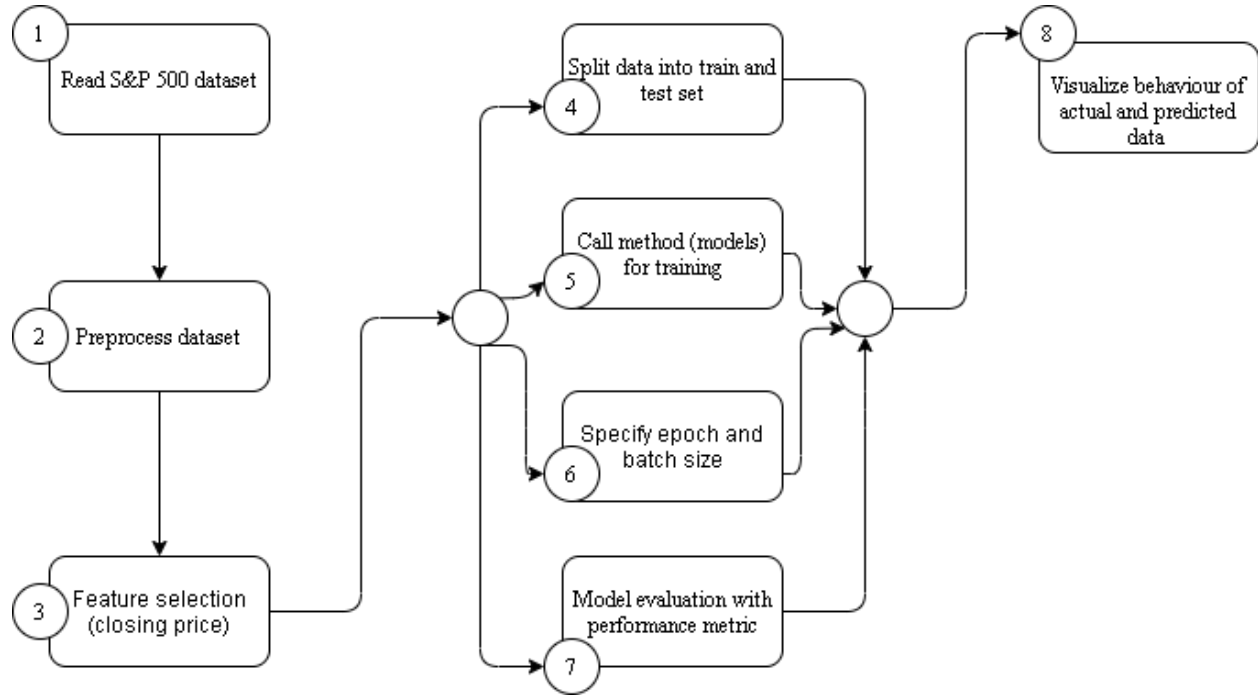 1
Read S&P 500 dataset
2
Preprocess dataset
3
Feature selection
(closing price)
4
Split data into train and
test set
5
Call method (models)
for training
6
Specify epoch and
batch size
7
Model evaluation with
performance metric
8
Visualize behaviour of
actual and predicted
data